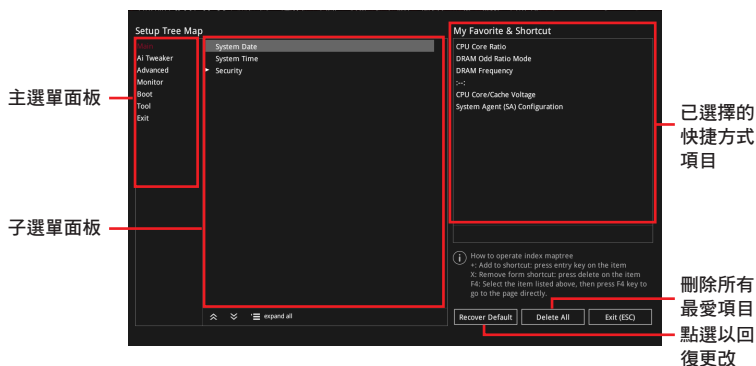 Setup Tree Map
Main
Ai Tweaker
Advanced
Monitor
Boot
Tool
Exit
System Date
System Time
Security
expand all
My Favorite & Shortcut
CPU Core Ratio
DRAM Odd Ratio Mode
DRAM Frequency
:--:
CPU Core/Cache Voltage
System Agent (SA) Configuration
How to operate index maptree
+: Add to shortcut: press entry key on the item
X: Remove form shortcut: press delete on the item
F4: Select the item listed above, then press F4 key to
go to the page directly.
Recover Default
Delete All
Exit (ESC)
主選單面板
子選單面板
已選擇的
快捷方式
項目
刪除所有
最愛項目
點選以回
復更改